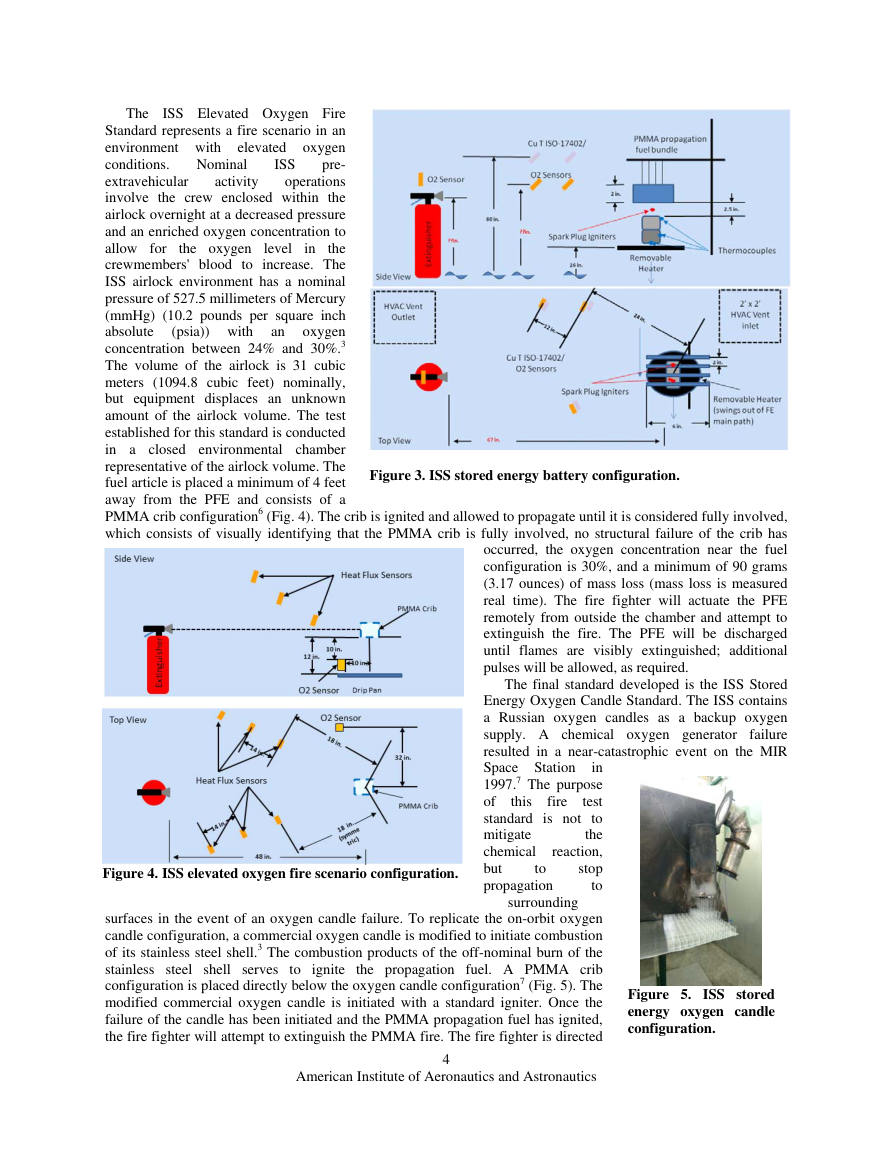 The ISS Elevated Oxygen Fire
Standard represents a fire scenario in an
environment with elevated oxygen
conditions. Nominal ISS pre-
extravehicular activity operations
involve the crew enclosed within the
airlock overnight at a decreased pressure
and an enriched oxygen concentration to
allow for the oxygen level in the
crewmembers' blood to increase. The
ISS airlock environment has a nominal
pressure of 527.5 millimeters of Mercury
(mmHg) (10.2 pounds per square inch
absolute (psia)) with an oxygen
concentration between 24% and 30%.3
The volume of the airlock is 31 cubic
meters (1094.8 cubic feet) nominally,
but equipment displaces an unknown
amount of the airlock volume. The test
established for this standard is conducted
in a closed environmental chamber
representative of the airlock volume. The
fuel article is placed a minimum of 4 feet
away from the PFE and consists of a
Cu T ISO-17402/
O2 Sensors
PMMA propagation
fuel bundle
O2 Sensor
2 in.
2.5 in.
80 in.
Extinguisher
Spark Plug Igniters
Thermocouples
26 in.
Removable
Heater
Side View
HVAC Vent
Outlet
2' x 2'
HVAC Vent
inlet
24 in.
12 in.
Cu T ISO-17402/
O2 Sensors
2 in.
Spark Plug Igniters
Removable Heater
(swings out of FE
main path)
6 in.
Top View
67 in.
Figure 3. ISS stored energy battery configuration.
PMMA crib configuration6 (Fig. 4). The crib is ignited and allowed to propagate until it is considered fully involved,
which consists of visually identifying that the PMMA crib is fully involved, no structural failure of the crib has
occurred, the oxygen concentration near the fuel
configuration is 30%, and a minimum of 90 grams
(3.17 ounces) of mass loss (mass loss is measured
real time). The fire fighter will actuate the PFE
remotely from outside the chamber and attempt to
extinguish the fire. The PFE will be discharged
until flames are visibly extinguished; additional
pulses will be allowed, as required.
Side View
Heat Flux Sensors
PMMA Crib
Extinguisher
12 in.
10 in.
10 in.
O2 Sensor
Drip Pan
Top View
O2 Sensor
14 in.
18 in.
32 in.
Heat Flux Sensors
PMMA Crib
14 in.
18 in.
(symme
tric)
48 in.
Figure 4. ISS elevated oxygen fire scenario configuration.
The final standard developed is the ISS Stored
Energy Oxygen Candle Standard. The ISS contains
a Russian oxygen candles as a backup oxygen
supply. A chemical oxygen generator failure
resulted in a near-catastrophic event on the MIR
Space Station in
1997.7 The purpose
of this fire test
standard is not to
mitigate the
chemical reaction,
but to stop
propagation to
surrounding
surfaces in the event of an oxygen candle failure. To replicate the on-orbit oxygen
candle configuration, a commercial oxygen candle is modified to initiate combustion
of its stainless steel shell.3 The combustion products of the off-nominal burn of the
stainless steel shell serves to ignite the propagation fuel. A PMMA crib
configuration is placed directly below the oxygen candle configuration7 (Fig. 5). The
modified commercial oxygen candle is initiated with a standard igniter. Once the
failure of the candle has been initiated and the PMMA propagation fuel has ignited,
the fire fighter will attempt to extinguish the PMMA fire. The fire fighter is directed
Figure 5. ISS stored
energy oxygen candle
configuration.
4
American Institute of Aeronautics and Astronautics